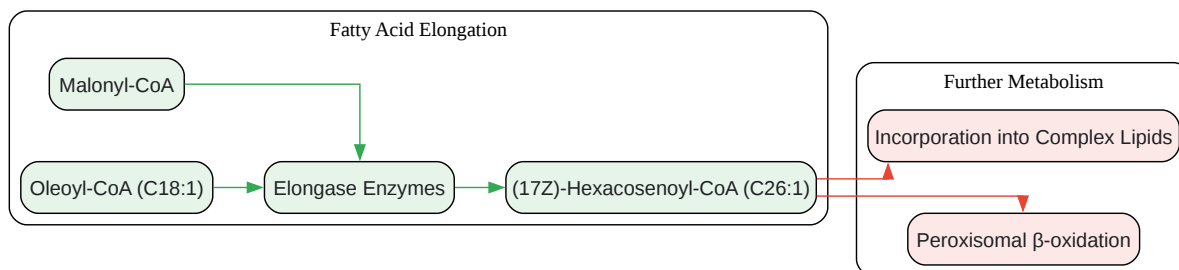 Fatty Acid Elongation
Malonyl-CoA
Oleoyl-CoA (C18:1)
Elongase Enzymes
(17Z)-Hexacosenoyl-CoA (C26:1)
Further Metabolism
Incorporation into Complex Lipids
Peroxisomal β-oxidation